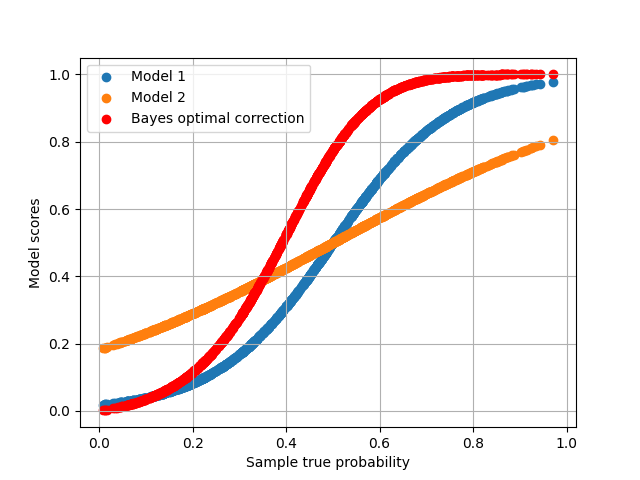 Model 1
Model 2
Bayes optimal correction
1.0
0.8
0.6
0.4
0.2
0.0
Model scores
0.0 0.2 0.4 0.6 0.8 1.0
Sample true probability